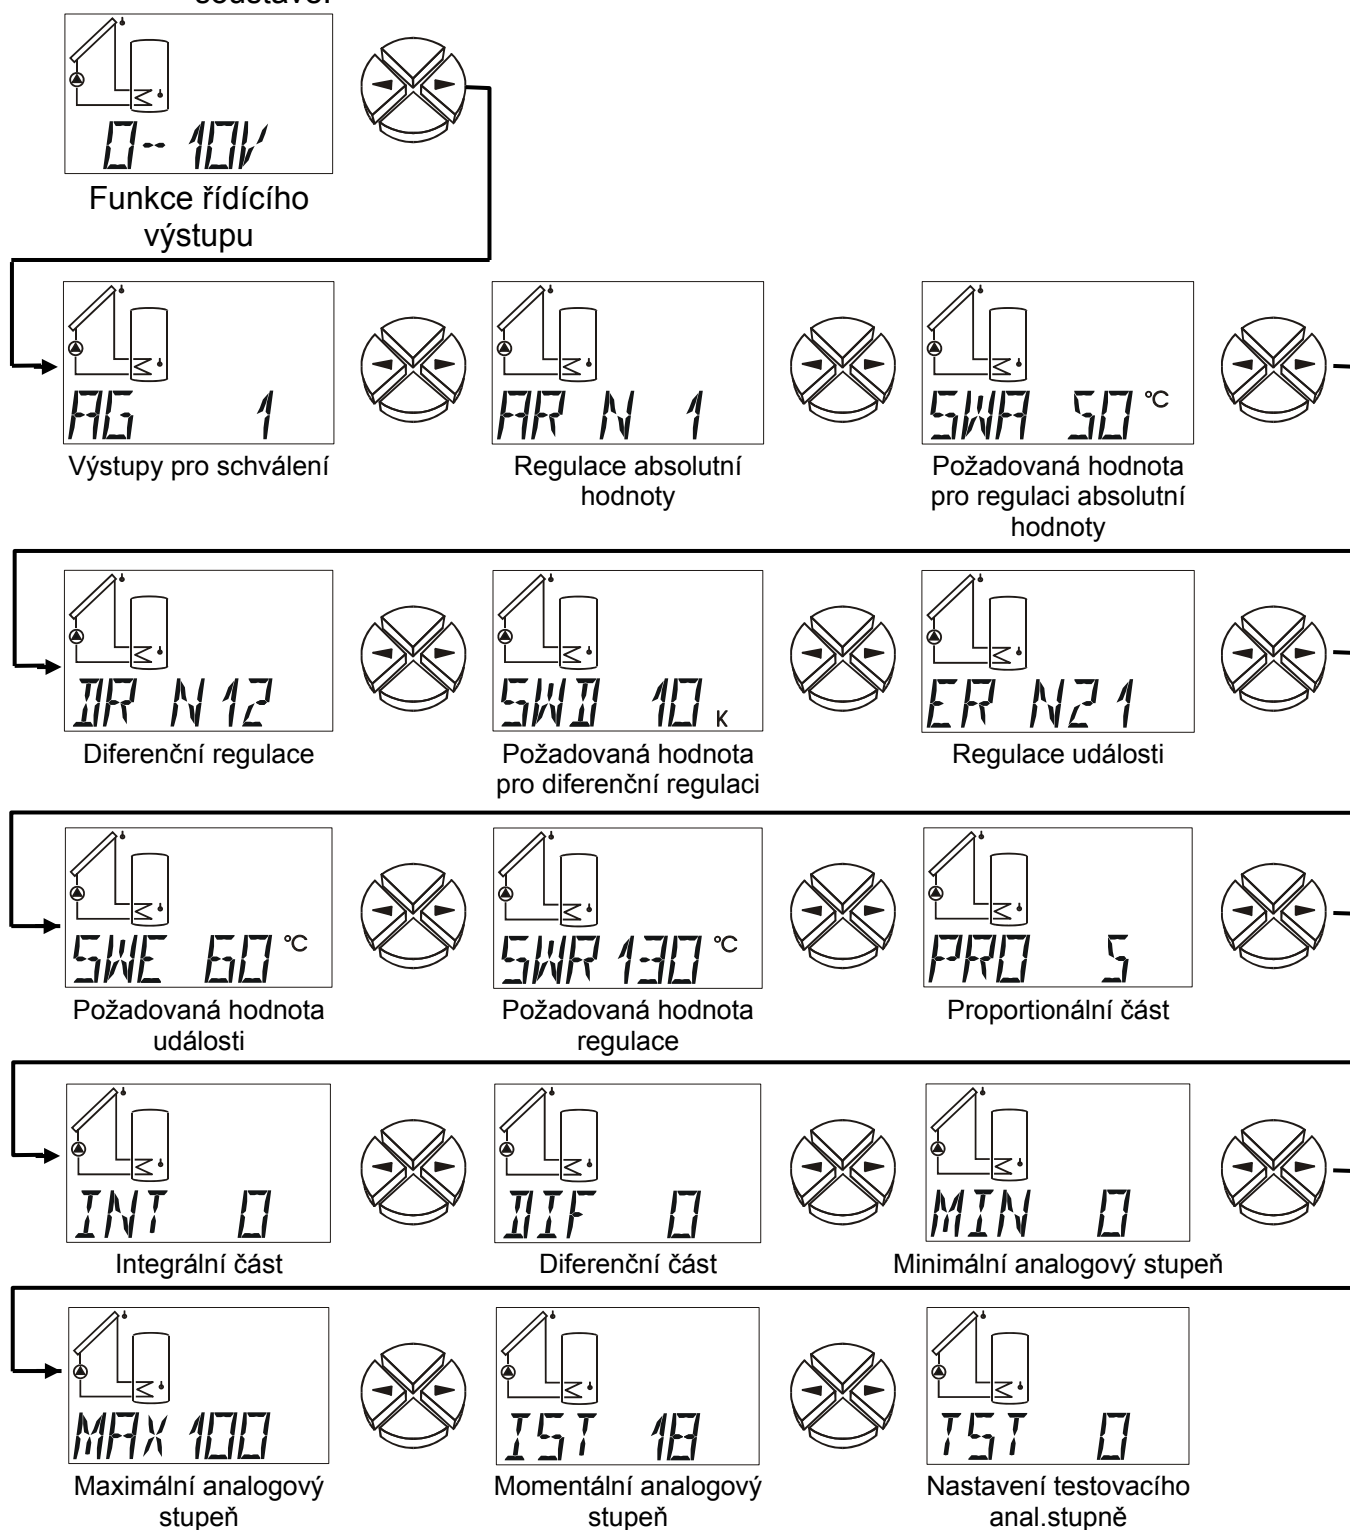 soustavě.
0-10V
Funkce řídícího
výstupu
AG 1
AR N 1
SWA 50 °C
Výstupy pro schválení
Regulace absolutní
hodnoty
Požadovaná hodnota
pro regulaci absolutní
hodnoty
DR N12
SWD 10 K
ER N21
Diferenční regulace
Požadovaná hodnota
pro diferenční regulaci
Regulace události
SWE 60 °C
SWR 130 °C
PRO 5
Požadovaná hodnota
události
Požadovaná hodnota
regulace
Proportionální část
INT 0
DIF 0
MIN 0
Integrální část
Diferenční část
Minimální analogový stupeň
MAX 100
IST 18
TST 0
Maximální analogový
stupeň
Momentální analogový
stupeň
Nastavení testovacího
anal.stupně